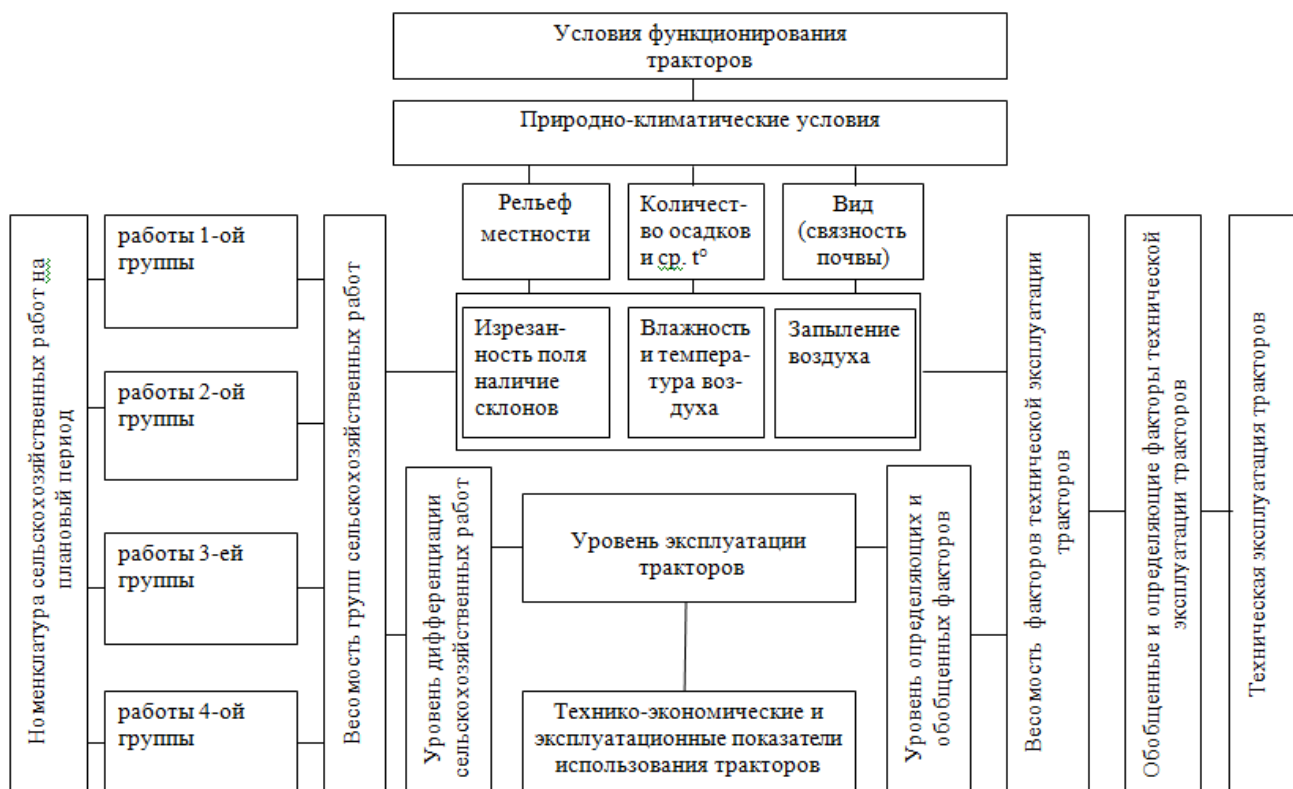 Условия функционирования
тракторов
Природно-климатические условия
Рельеф
местности
Количест-
во осадков
и ср. t°
Вид
(связность
почвы)
Изрезан-
ность поля
наличие
склонов
Влажность
и темпера-
тура воз-
духа
Запыление
воздуха
Номенклатура сельскохозяйственных работ на
плановый период
работы 1-ой
группы
работы 2-ой
группы
работы 3-ей
группы
работы 4-ой
группы
Весомость групп сельскохозяйственных работ
Уровень дифференциации
сельскохозяйственных работ
Уровень эксплуатации
тракторов
Технико-экономические и
эксплуатационные показатели
использования тракторов
Уровень определяющих и
обобщенных факторов
Весомость факторов технической эксплуатации
тракторов
Обобщенные и определяющие факторы технической
эксплуатации тракторов
Техническая эксплуатация тракторов